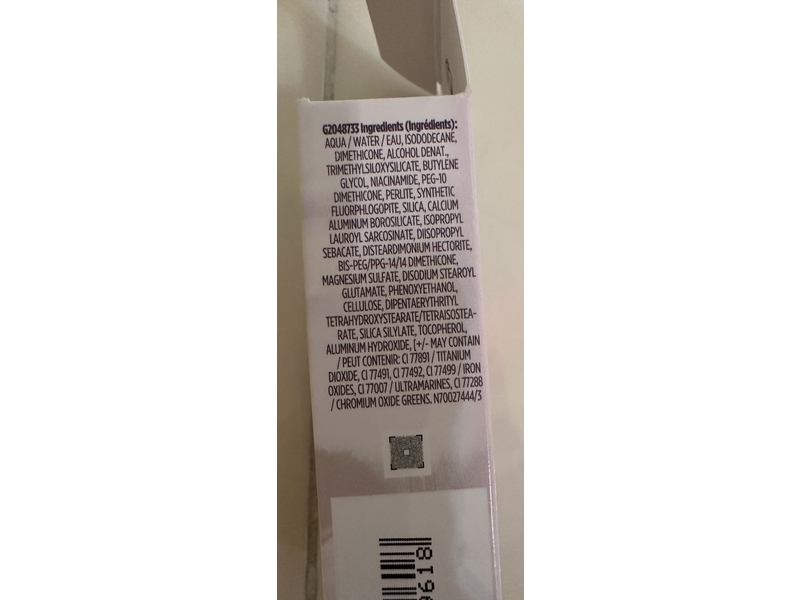 G2048733 Ingredients (Ingrédients):
AQUA / WATER / EAU, ISODODECANE,
DIMETHICONE, ALCOHOL DENAT.,
TRIMETHYLSILOXYSILICATE, BUTYLENE
GLYCOL, NIACINAMIDE, PEG-10
DIMETHICONE, PERLITE, SYNTHETIC
FLUORPHLOGOPITE, SILICA, CALCIUM
ALUMINUM BOROSILICATE, ISOPROPYL
LAUROYL SARCOSINATE, DIISOPROPYL
SEBACATE, DISTEARDIMONIUM HECTORITE,
BIS-PEG/PPG-14/14 DIMETHICONE,
MAGNESIUM SULFATE, DISODIUM STEAROYL
GLUTAMATE, PHENOXYETHANOL,
CELLULOSE, DIPENTAERYTHRITYL
TETRAHYDROXYSTEARATE/TETRAISOSTEA-
RATE, SILICA SILYLATE, TOCOPHEROL,
ALUMINUM HYDROXIDE, [+/- MAY CONTAIN
/ PEUT CONTENIR: CI 77891 / TITANIUM
DIOXIDE, CI 77491, CI 77492, CI 77499 / IRON
OXIDES, CI 77007 / ULTRAMARINES, CI 77288
/ CHROMIUM OXIDE GREENS. N70027444/3
9618